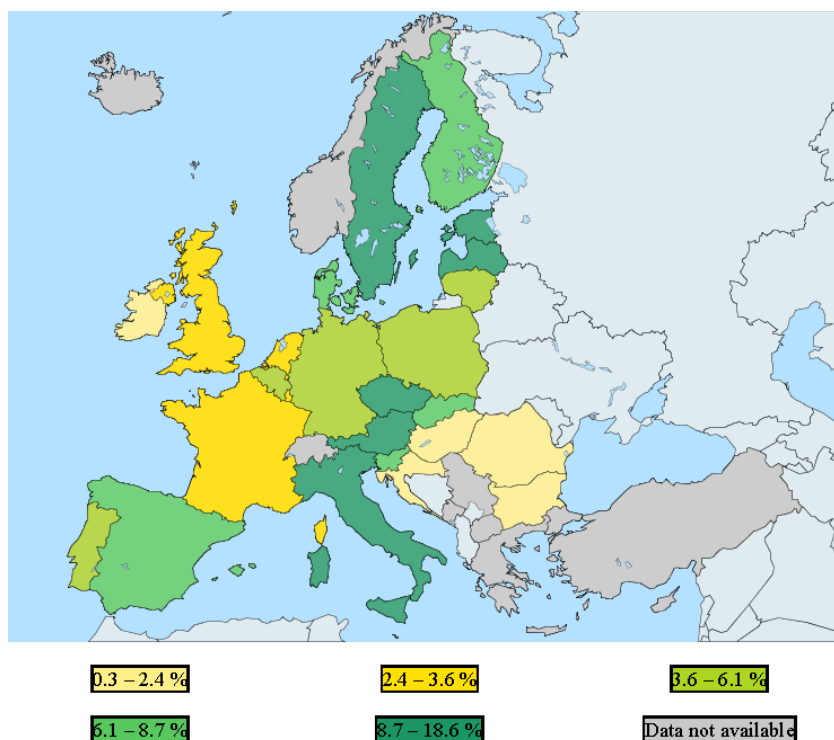 0.3 – 2.4 %
2.4 – 3.6 %
3.6 – 6.1 %
6.1 – 8.7 %
8.7 – 18.6 %
Data not available